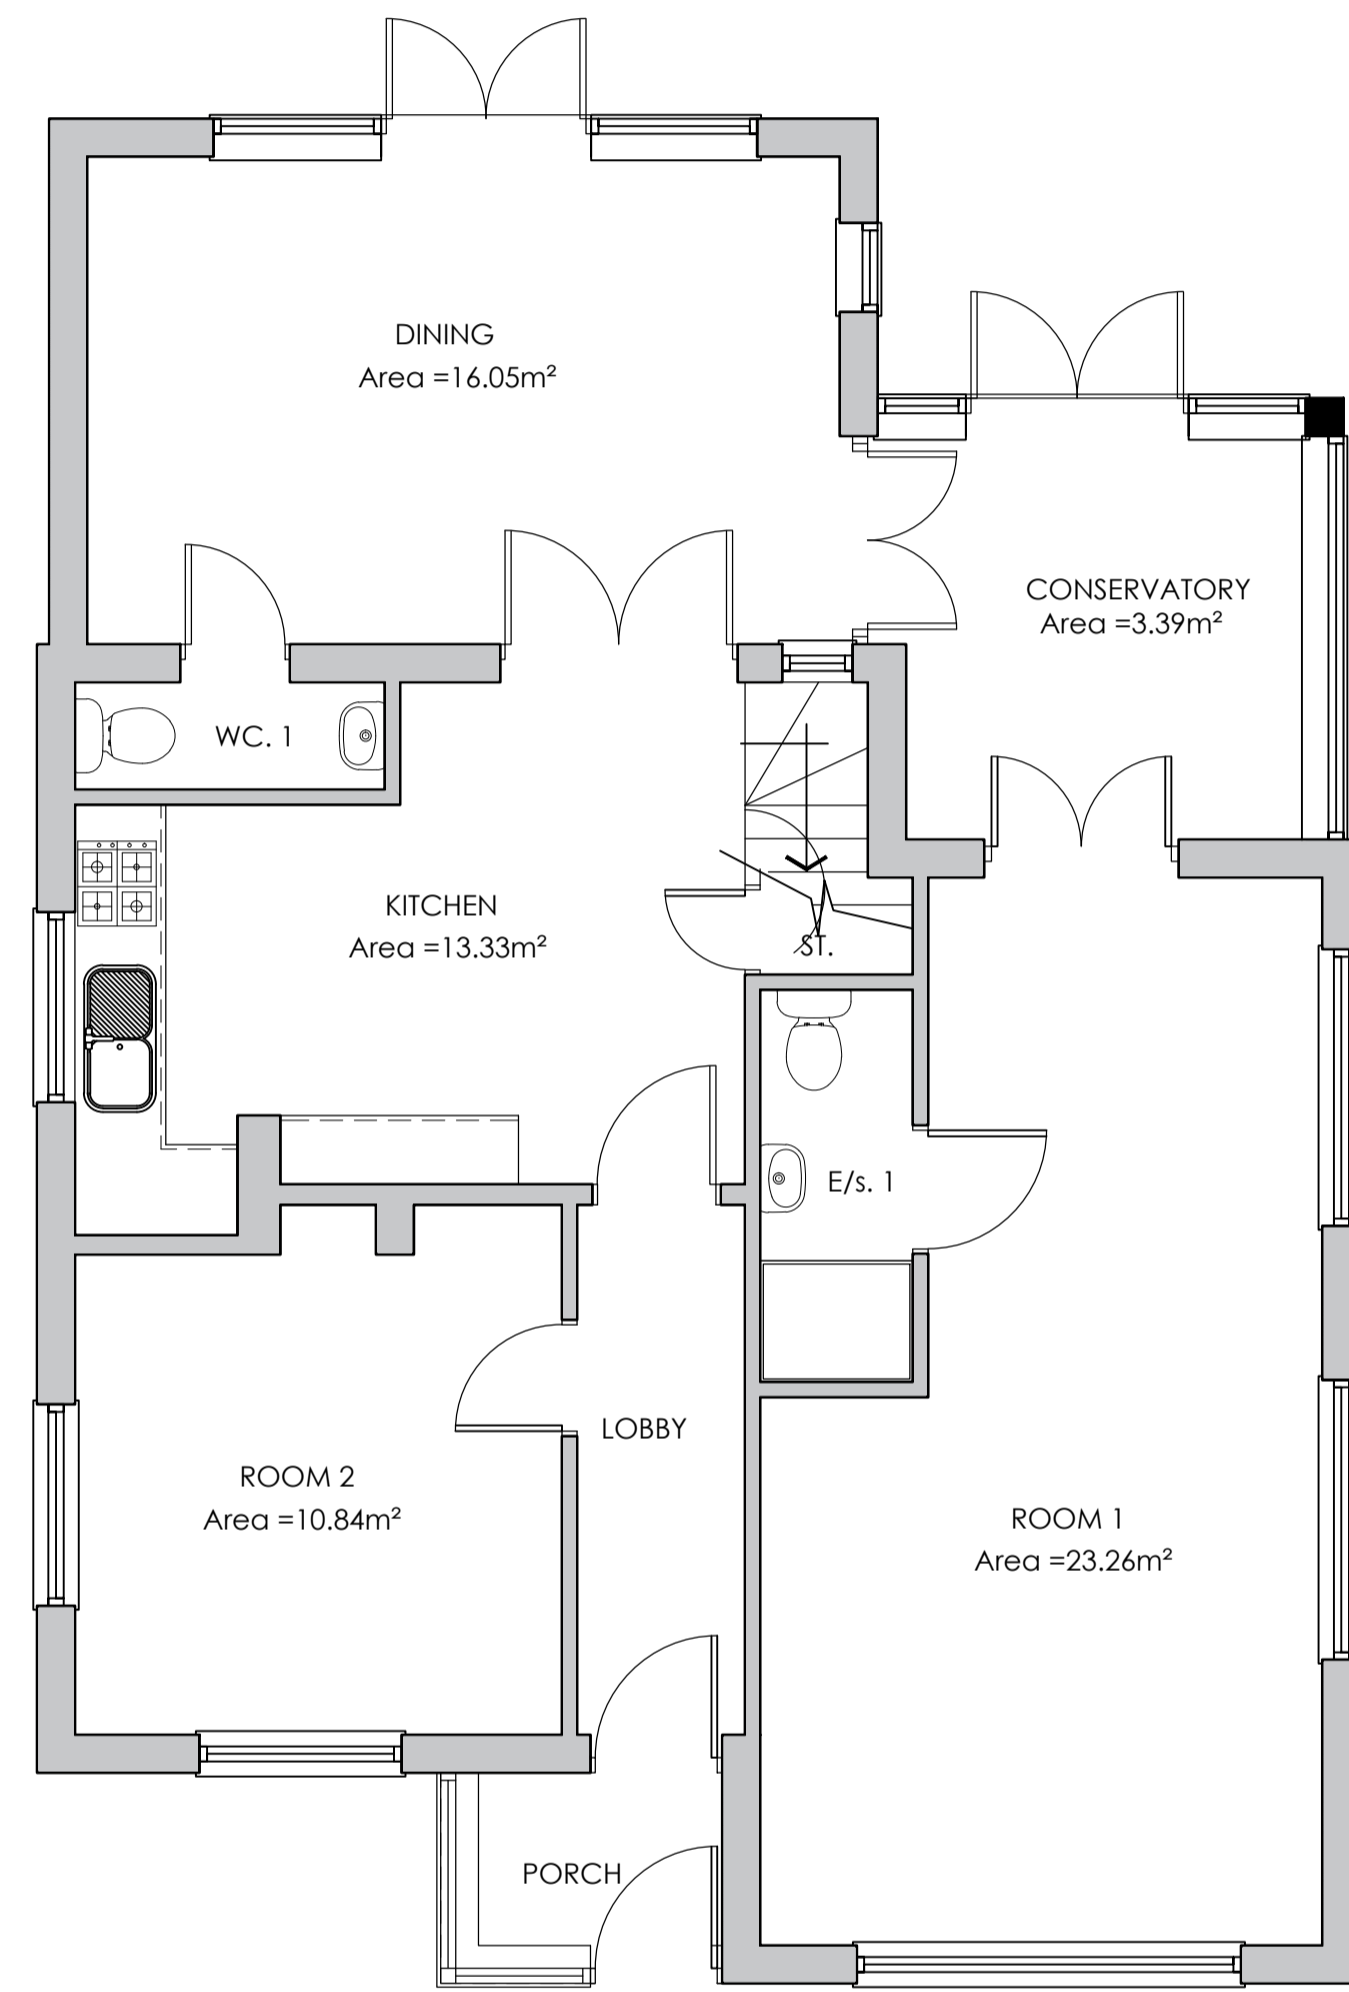 DINING
Area =16.05m²
CONSERVATORY
Area =3.39m²
WC. 1
KITCHEN
Area =13.33m²
ST.
E/s. 1
LOBBY
ROOM 2
Area =10.84m²
ROOM 1
Area =23.26m²
PORCH